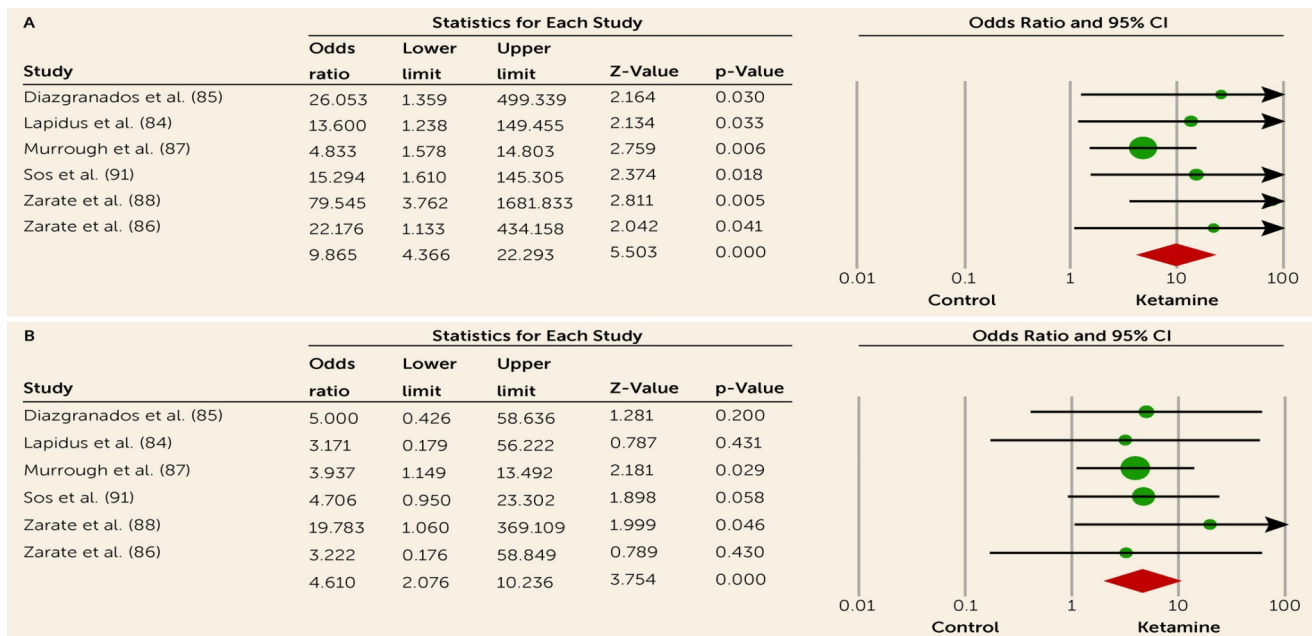 A
Statistics for Each Study
Odds Ratio and 95% CI
Odds Lower Upper
Study ratio limit limit Z-Value p-Value
Diazgranados et al. (85) 26.053 1.359 499.339 2.164 0.030
Lapidus et al. (84) 13.600 1.238 149.455 2.134 0.033
Murrough et al. (87) 4.833 1.578 14.803 2.759 0.006
Sos et al. (91) 15.294 1.610 145.305 2.374 0.018
Zarate et al. (88) 79.545 3.762 1681.833 2.811 0.005
Zarate et al. (86) 22.176 1.133 434.158 2.042 0.041
9.865 4.366 22.293 5.503 0.000
0.01 0.1 1 10 100
Control Ketamine
B
Statistics for Each Study
Odds Ratio and 95% CI
Odds Lower Upper
Study ratio limit limit Z-Value p-Value
Diazgranados et al. (85) 5.000 0.426 58.636 1.281 0.200
Lapidus et al. (84) 3.171 0.179 56.222 0.787 0.431
Murrough et al. (87) 3.937 1.149 13.492 2.181 0.029
Sos et al. (91) 4.706 0.950 23.302 1.898 0.058
Zarate et al. (88) 19.783 1.060 369.109 1.999 0.046
Zarate et al. (86) 3.222 0.176 58.849 0.789 0.430
4.610 2.076 10.236 3.754 0.000
0.01 0.1 1 10 100
Control Ketamine